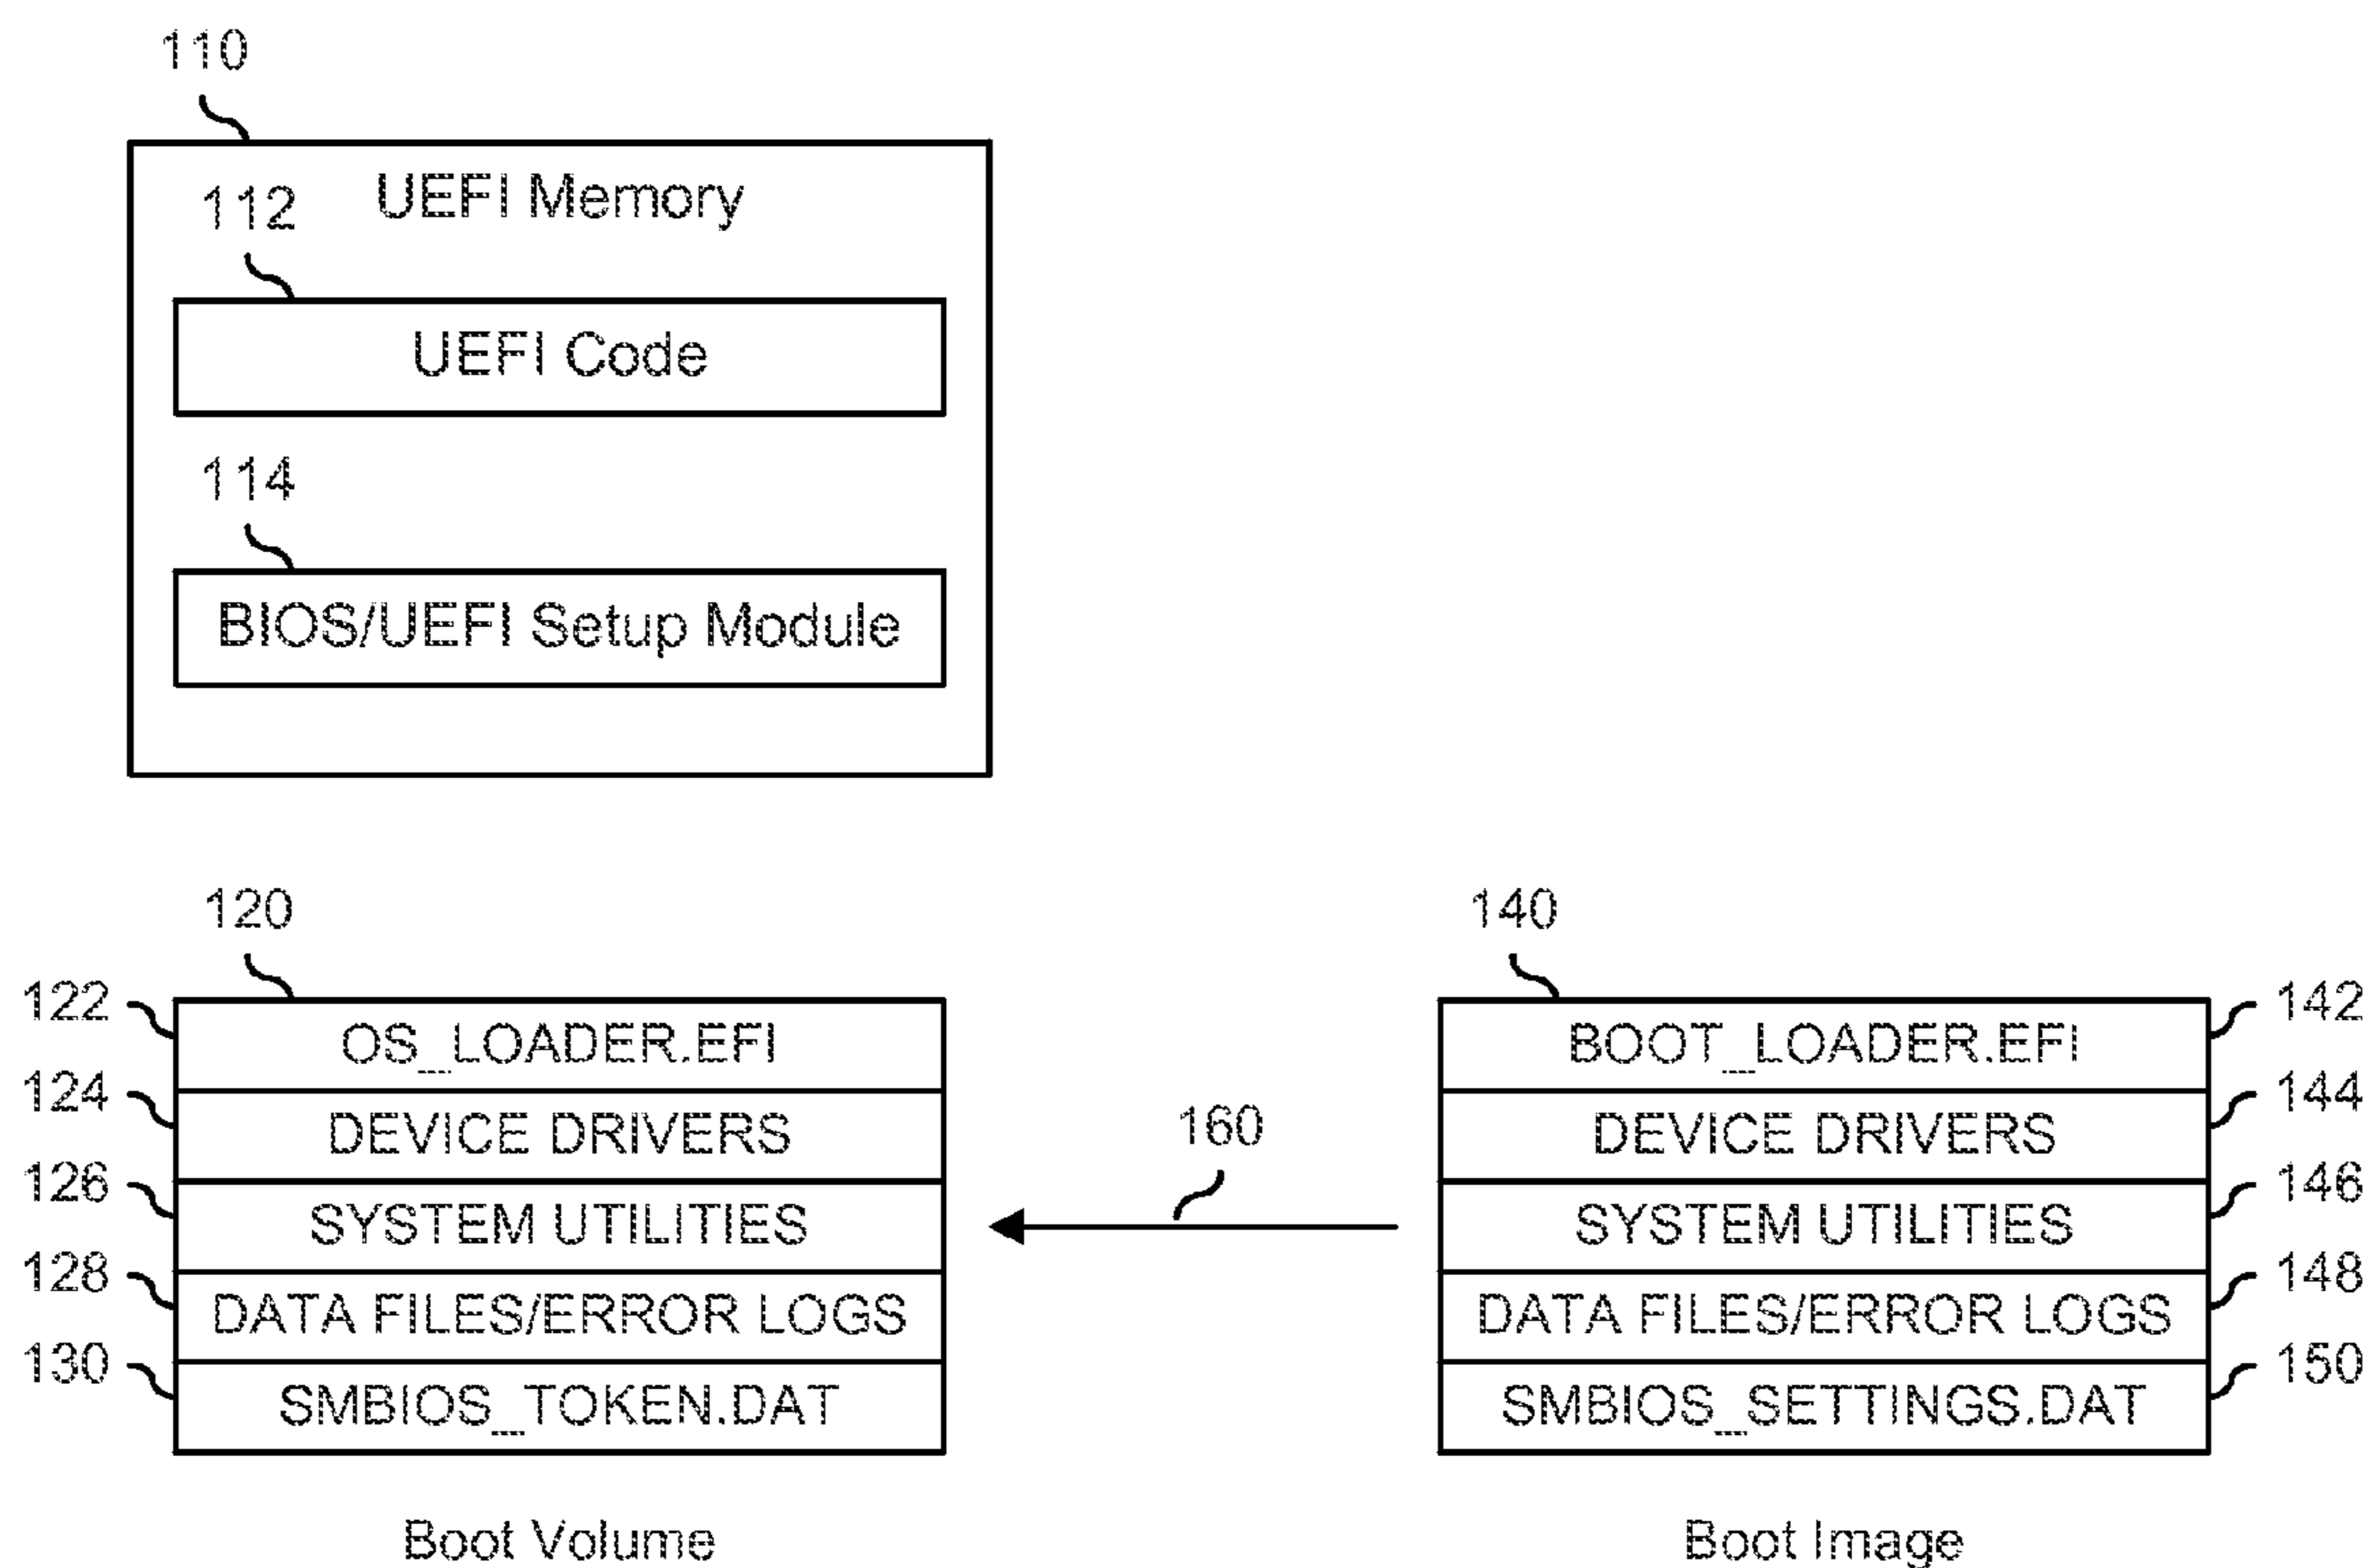 110
UEFI Memory
112
UEFI Code
114
BIOS/UEFI Setup Module
120
140
122
OS_LOADER.EFI
BOOT_LOADER.EFI
142
124
DEVICE DRIVERS
DEVICE DRIVERS
144
160
126
SYSTEM UTILITIES
SYSTEM UTILITIES
146
128
DATA FILES/ERROR LOGS
DATA FILES/ERROR LOGS
148
130
SMBIOS_TOKEN.DAT
SMBIOS_SETTINGS.DAT
150
Boot Volume
Boot Image